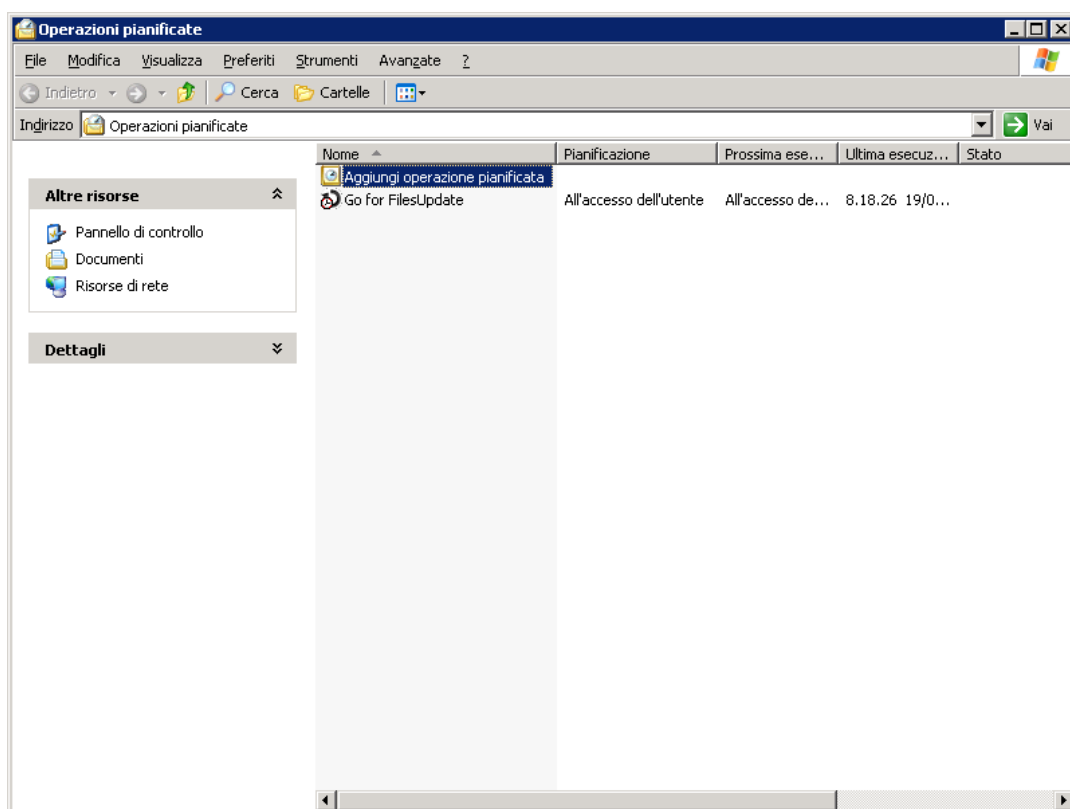 Operazioni pianificate
File Modifica Visualizza Preferiti Strumenti Avanzate ?
Indietro Cerca Cartelle
Indirizzo Operazioni pianificate Vai
Nome Pianificazione Prossima ese... Ultima esecuz... Stato
Aggiungi operazione pianificata
Go for FilesUpdate All'accesso dell'utente All'accesso de... 8.18.26 19/0...
Altre risorse
Pannello di controllo
Documenti
Risorse di rete
Dettagli